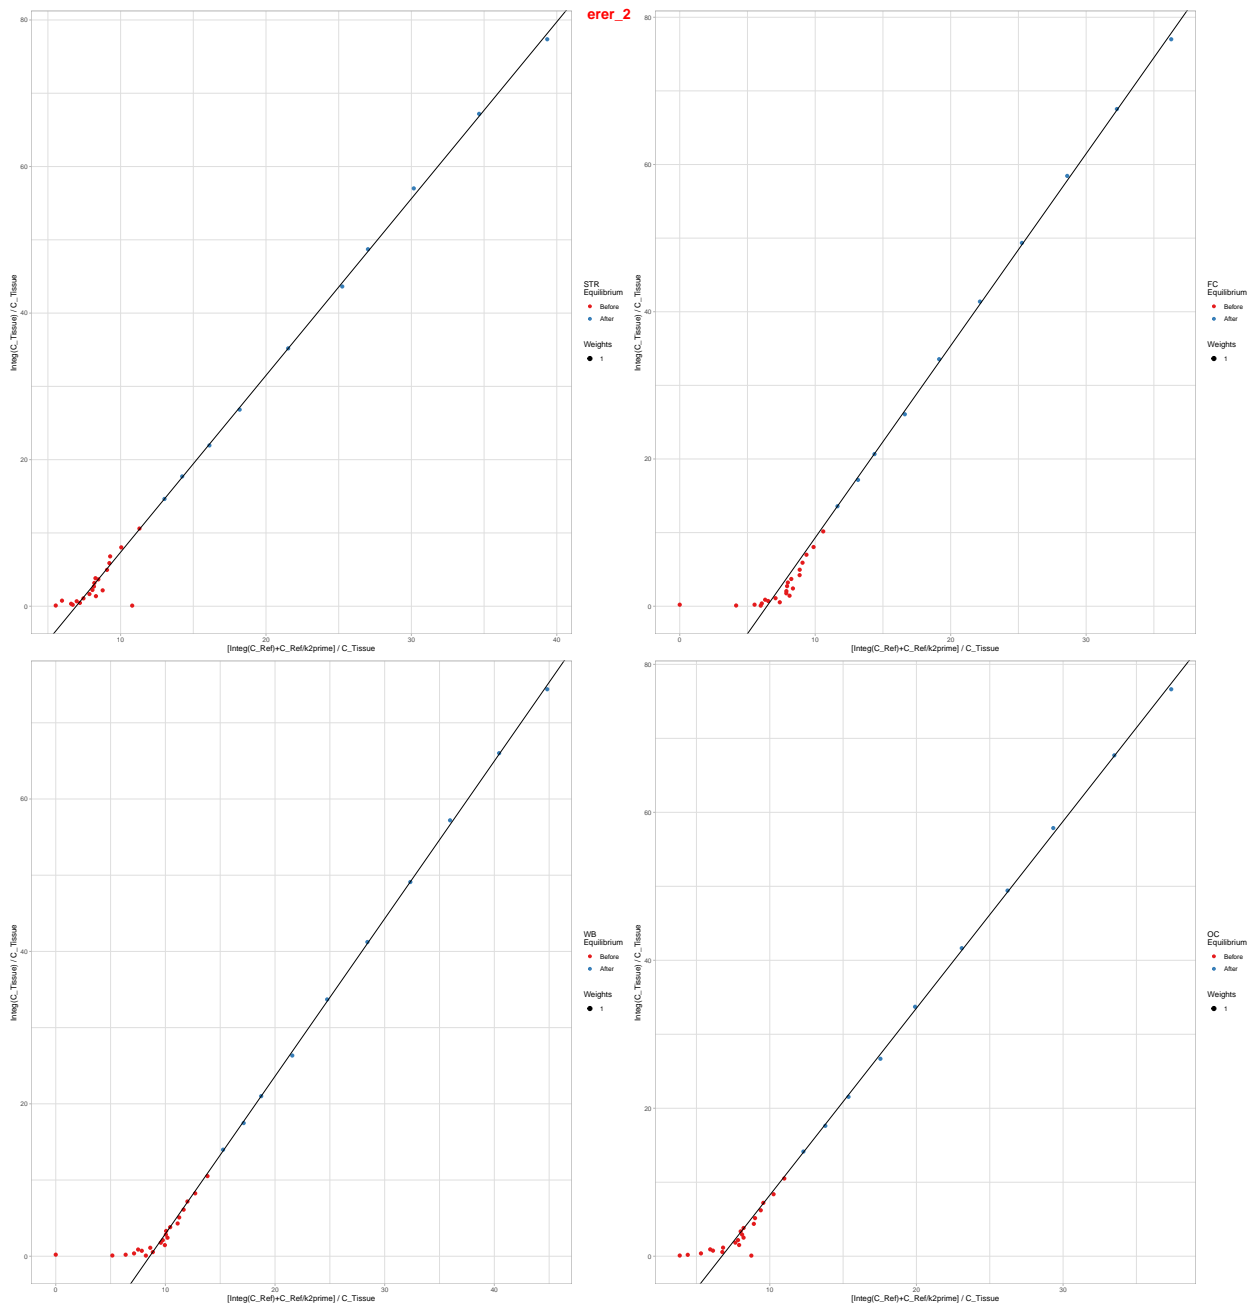 erer_2
80
60
40
20
0
10
20
30
40
Integ(C_Tissue) / C_Tissue
[Integ(C_Ref)+C_Ref/k2prime] / C_Tissue
STR
Equilibrium
Before
After
Weights
1
80
60
40
20
0
0
10
20
30
Integ(C_Tissue) / C_Tissue
[Integ(C_Ref)+C_Ref/k2prime] / C_Tissue
FC
Equilibrium
Before
After
Weights
1
60
40
20
0
0
10
20
30
40
Integ(C_Tissue) / C_Tissue
[Integ(C_Ref)+C_Ref/k2prime] / C_Tissue
WB
Equilibrium
Before
After
Weights
1
80
60
40
20
0
10
20
30
Integ(C_Tissue) / C_Tissue
[Integ(C_Ref)+C_Ref/k2prime] / C_Tissue
OC
Equilibrium
Before
After
Weights
1